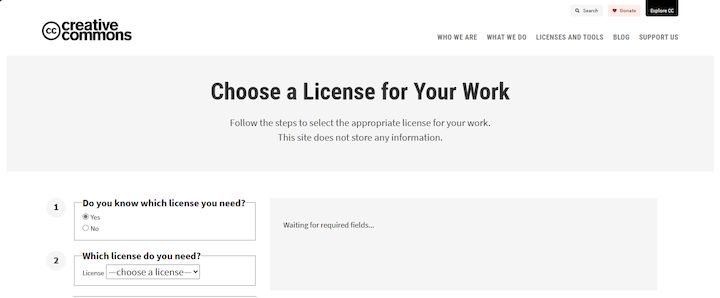 Search
Donate
Explore CC
cc creative
commons
WHO WE ARE WHAT WE DO LICENSES AND TOOLS BLOG SUPPORT US
Choose a License for Your Work
Follow the steps to select the appropriate license for your work.
This site does not store any information.
1
Do you know which license you need?
Yes
No
Waiting for required fields...
2
Which license do you need?
License —choose a license—